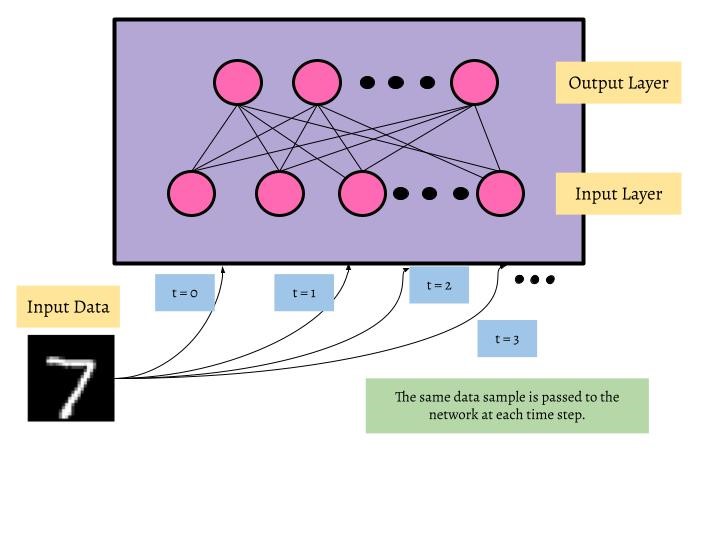 Output Layer
Input Layer
t = 0
t = 1
t = 2
Input Data
t = 3
7
The same data sample is passed to the
network at each time step.